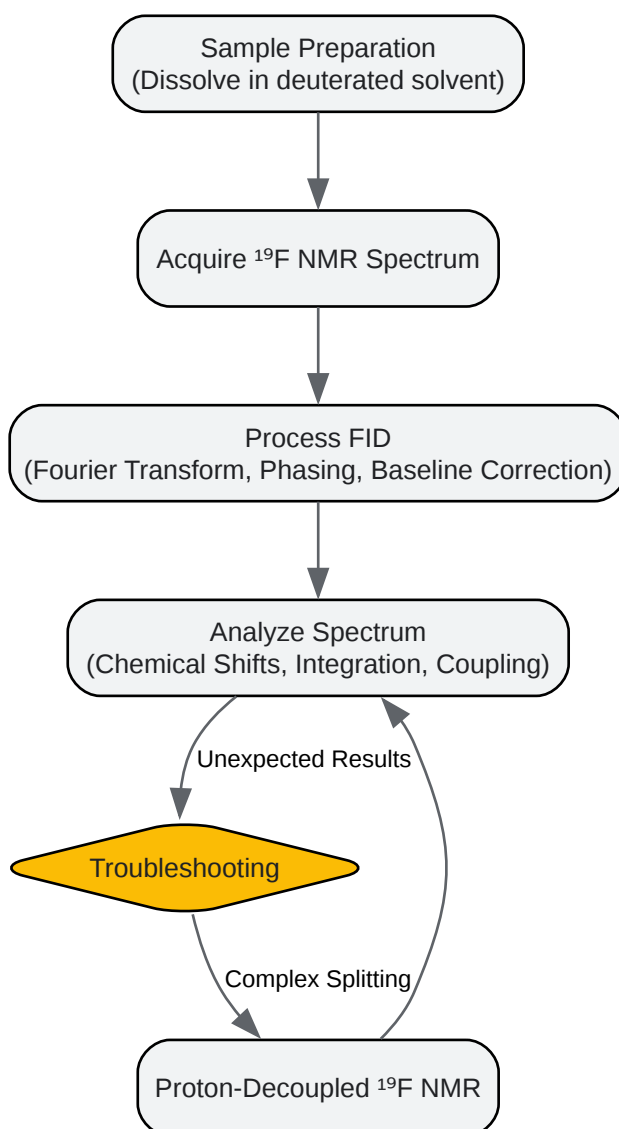 Sample Preparation
(Dissolve in deuterated solvent)
Acquire ¹⁹F NMR Spectrum
Process FID
(Fourier Transform, Phasing, Baseline Correction)
Analyze Spectrum
(Chemical Shifts, Integration, Coupling)
Unexpected Results
Troubleshooting
Complex Splitting
Proton-Decoupled ¹⁹F NMR